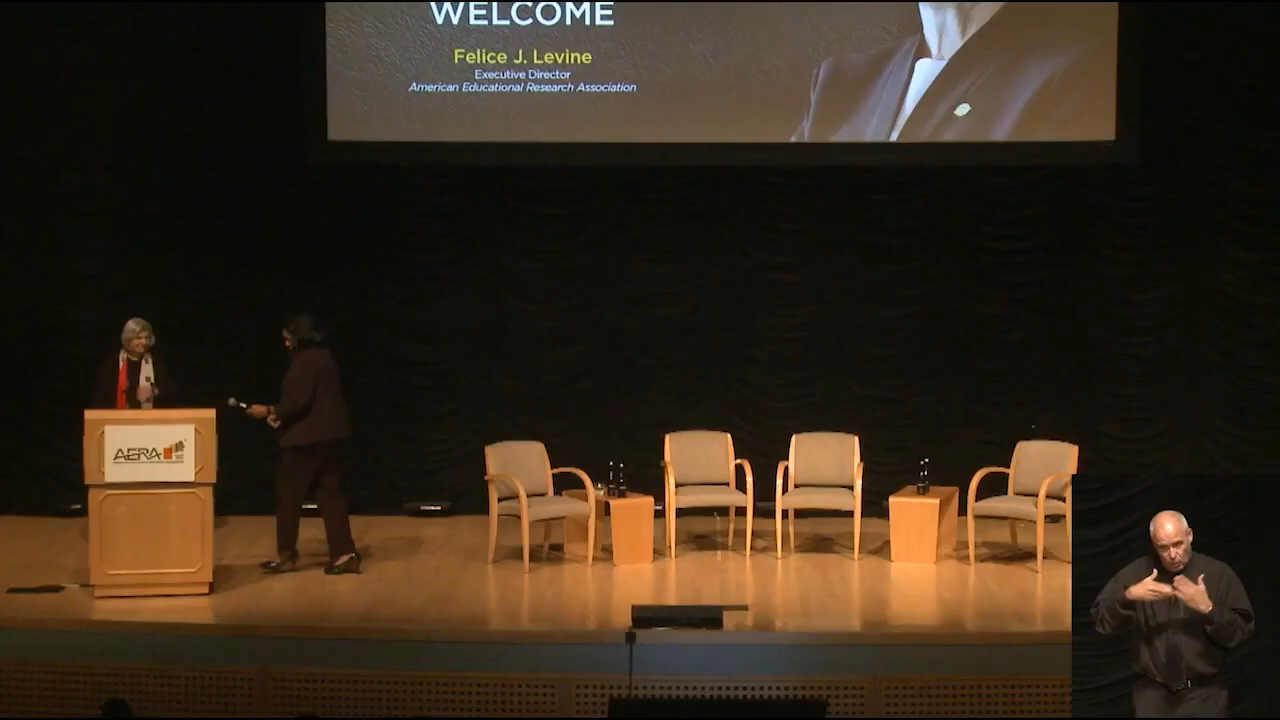 WELCOME
Felice J. Levine
Executive Director
American Educational Research Association
AERA